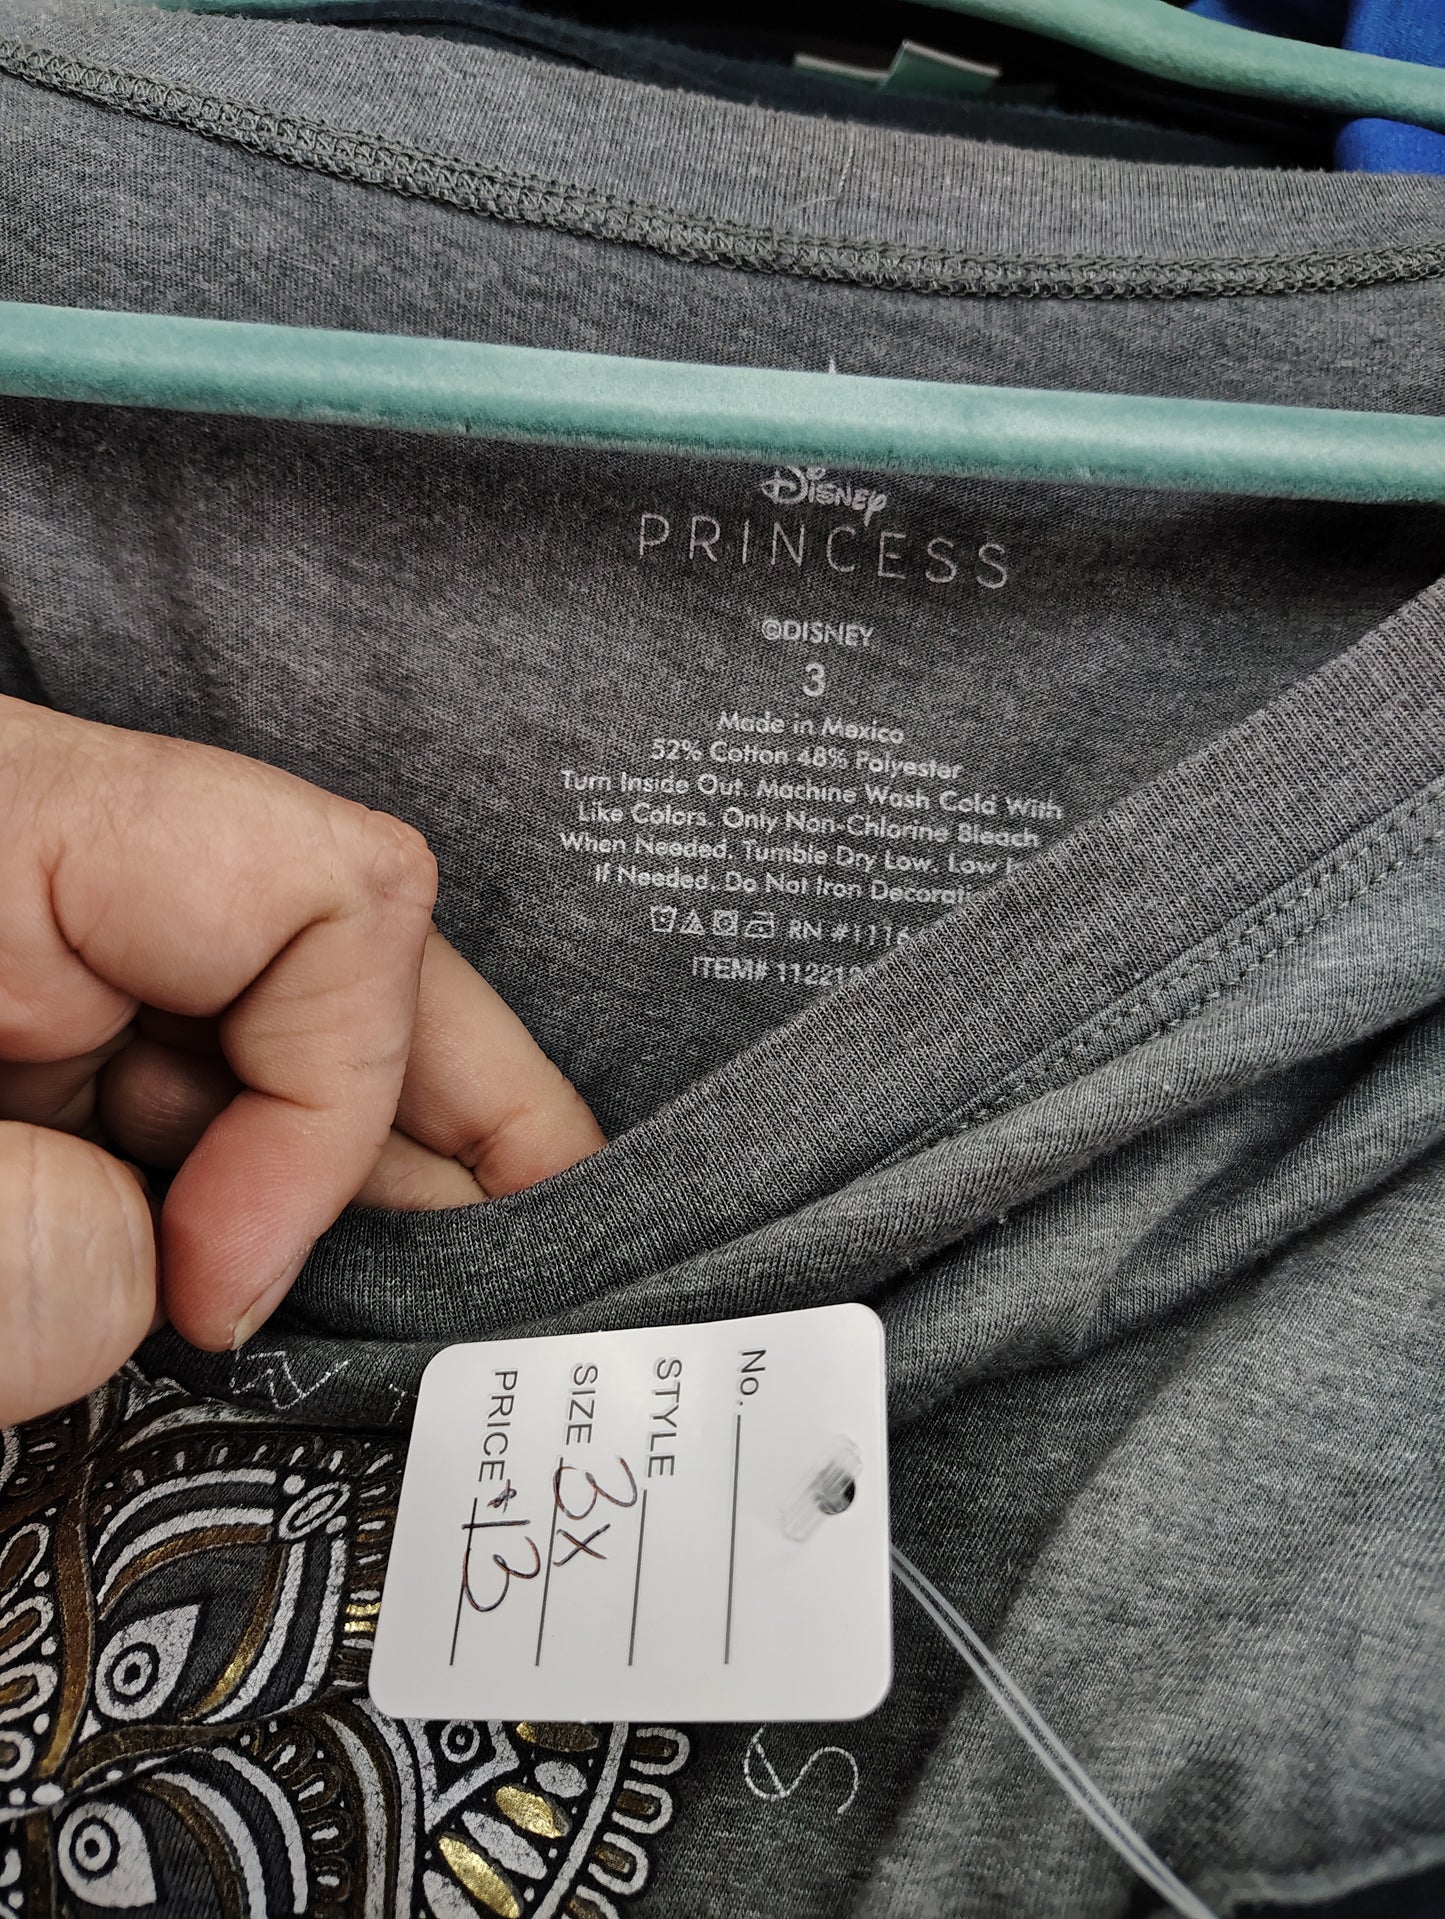 Disney
PRINCESS
©DISNEY
3
Made in Mexico
52% Cotton 48% Polyester
Turn Inside Out. Machine Wash Cold With
Like Colors. Only Non-Chlorine Bleach
When Needed. Tumble Dry Low. Low
If Needed. Do Not Iron
RN
ITEM#
No.
STYLE
SIZE 3x
PRICE $13